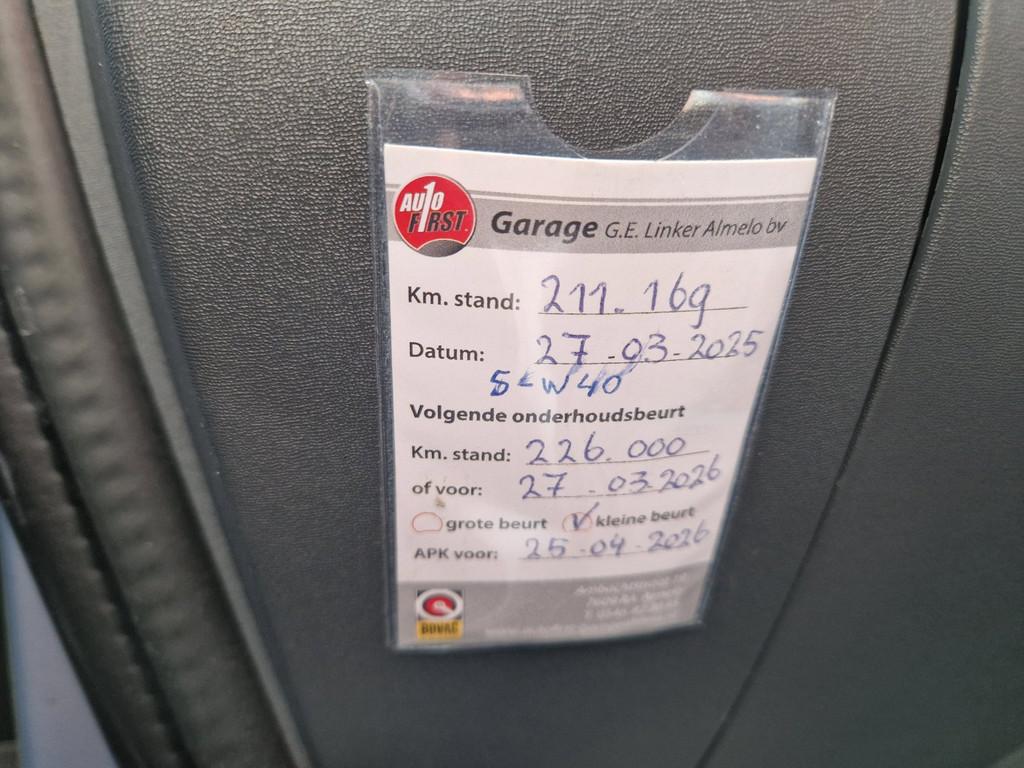 AUTO FIRST
Garage G.E. Linker Almelo bv
Km. stand: 211.169
Datum: 27-03-2025
5-W40
Volgende onderhoudsbeurt
Km. stand: 226.000
of voor: 27.03.2026
grote beurt kleine beurt
APK voor: 25-04-2026
BOVAG